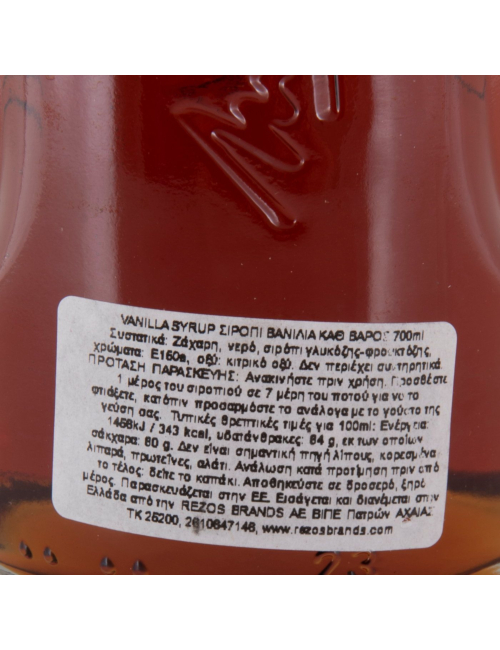 VANILLA SYRUP ΣΙΡΟΠΙ ΒΑΝΙΛΙΑ ΚΑΘ ΒΑΡΟΣ 700ml
Συστατικά: Ζάχαρη, νερό, σιρόπι γλυκόζης-φρουκτόζης,
χρώματα: E150a, οξύ: κιτρικό οξύ. Δεν περιέχει συντηρητικά.
ΠΡΟΤΑΣΗ ΠΑΡΑΣΚΕΥΗΣ: Ανακινήστε πριν χρήση. Προσθέστε
1 μέρος του σιροπιού σε 7 μέρη του ποτού για να το
φτιάξετε, κατόπιν προσαρμόστε το ανάλογα με το γούστο της
γεύση σας. Τυπικές θρεπτικές τιμές για 100ml: Ενέργεια:
1458kJ / 343 kcal, υδατάνθρακες: 84 g, εκ των οποίων
σάκχαρα: 80 g. Δεν είναι σημαντική πηγή λίπους, κορεσμένα
λιπαρά, πρωτεΐνες, αλάτι. Ανάλωση κατά προτίμηση πριν από
το τέλος: δείτε το καπάκι. Αποθηκεύστε σε δροσερό, ξηρό
μέρος. Παρασκευάζεται στην ΕΕ. Εισάγεται και διανέμεται στην
Ελλάδα από την REZOS BRANDS ΑΕ ΒΙΠΕ Πατρών ΑΧΑΙΑΣ
ΤΚ 25200, 2610647146, www.rezosbrands.com